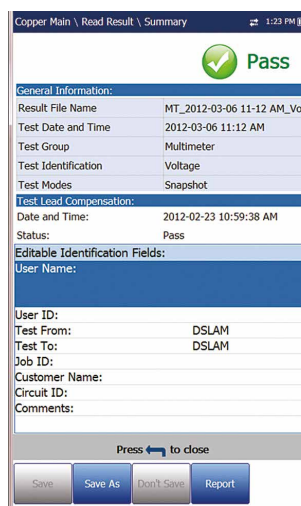 Copper Main \ Read Result \ Summary 1:23 PM
Pass
General Information:
Result File Name MT_2012-03-06 11-12 AM_Vo
Test Date and Time 2012-03-06 11:12 AM
Test Group Multimeter
Test Identification Voltage
Test Modes Snapshot
Test Lead Compensation:
Date and Time: 2012-02-23 10:59:38 AM
Status: Pass
Editable Identification Fields:
User Name:
User ID:
Test From: DSLAM
Test To: DSLAM
Job ID:
Customer Name:
Circuit ID:
Comments:
Press to close
Save Save As Don't Save Report